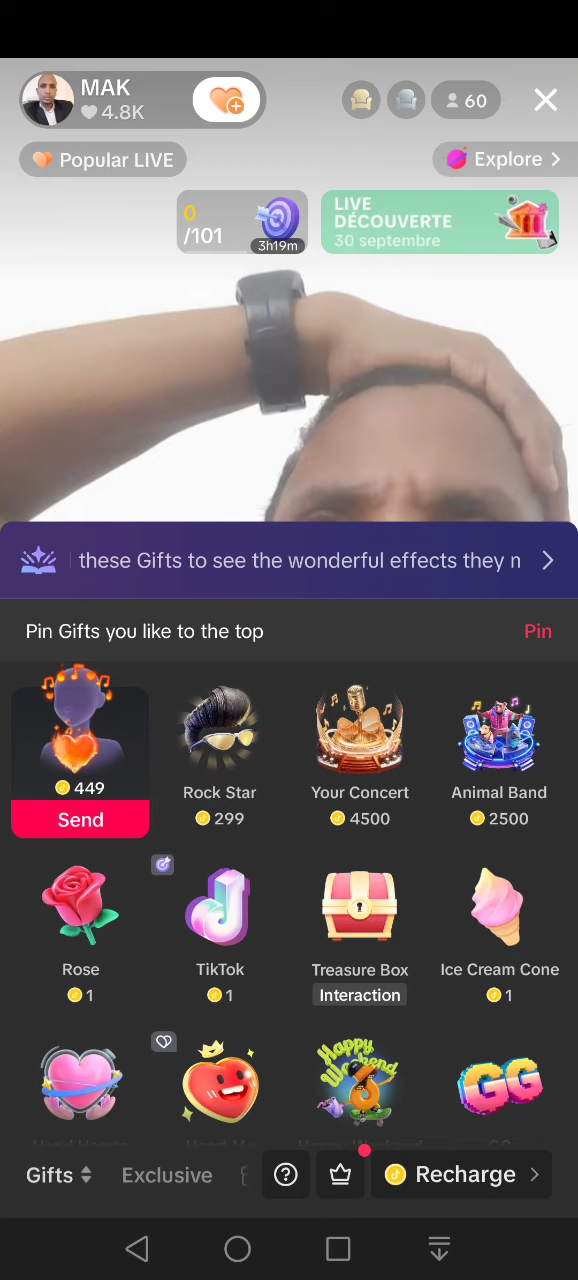 MAK
4.8K
60
Popular LIVE
Explore
0
/101
3h19m
LIVE
DÉCOUVERTE
30 septembre
these Gifts to see the wonderful effects they
Pin Gifts you like to the top
Pin
449
Send
Rock Star
299
Your Concert
4500
Animal Band
2500
Rose
1
TikTok
1
Treasure Box
Interaction
Ice Cream Cone
1
Happy
Weekend
GG
Gifts
Exclusive
Recharge